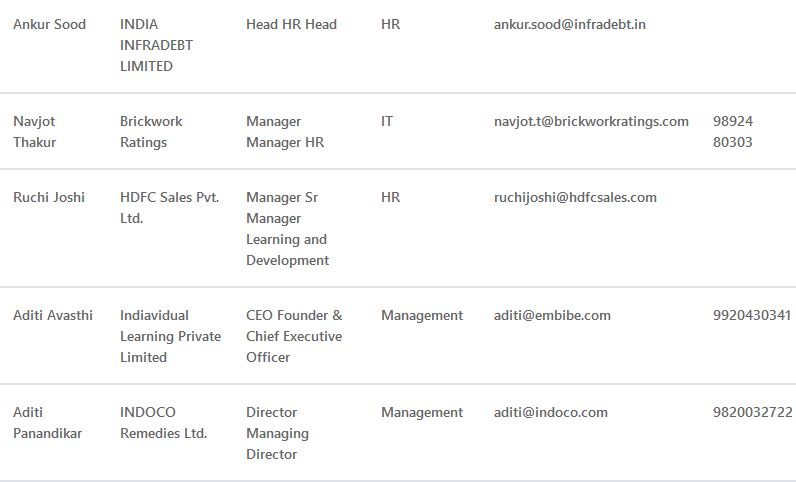 Ankur Sood INDIA Head HR Head HR ankur.sood@infradebt.in
INFRADEBT
LIMITED
Navjot Brickwork Manager IT navjot.t@brickworkratings.com 98924
Thakur Ratings Manager HR 80303
Ruchi Joshi HDFC Sales Pvt. Manager Sr HR ruchijoshi@hdfcsales.com
Ltd. Manager
Learning and
Development
Aditi Avasthi Indiavidual CEO Founder & Management aditi@embibe.com 9920430341
Learning Private Chief Executive
Limited Officer
Aditi INDOCO Director Management aditi@indoco.com 9820032722
Panandikar Remedies Ltd. Managing
Director